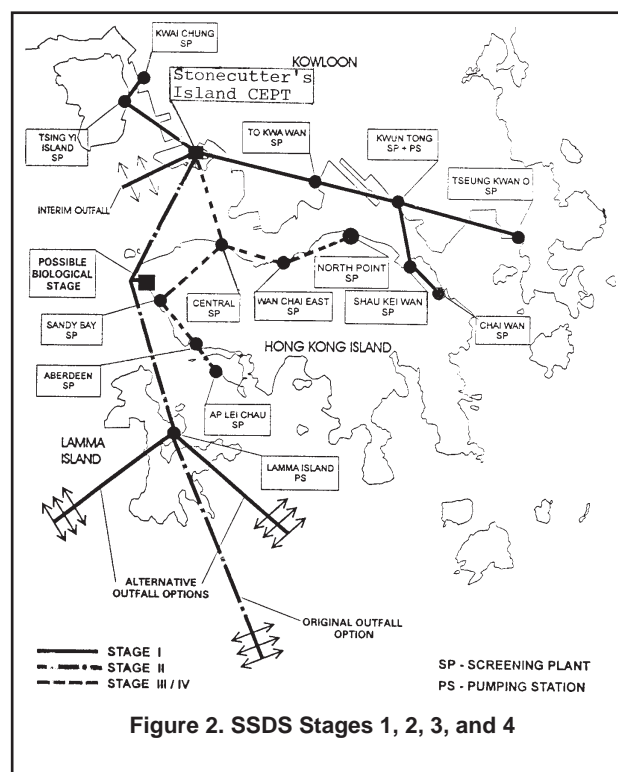 KWAI CHUNG
SP
KOWLOON
Stonecutter's
Island CEPT
TSING YI
ISLAND
SP
TO KWA WAN
SP
KWUN TONG
SP + PS
TSEUNG KWAN O
SP
INTERIM OUTFALL
POSSIBLE
BIOLOGICAL
STAGE
NORTH POINT
SP
SANDY BAY
SP
CENTRAL
SP
WAN CHAI EAST
SP
SHAU KEI WAN
SP
CHAI WAN
SP
HONG KONG ISLAND
ABERDEEN
SP
AP LEI CHAU
SP
LAMMA
ISLAND
LAMMA ISLAND
PS
ALTERNATIVE
OUTFALL OPTIONS
ORIGINAL OUTFALL
OPTION
STAGE I
STAGE II
STAGE III / IV
SP - SCREENING PLANT
PS - PUMPING STATION
Figure 2. SSDS Stages 1, 2, 3, and 4